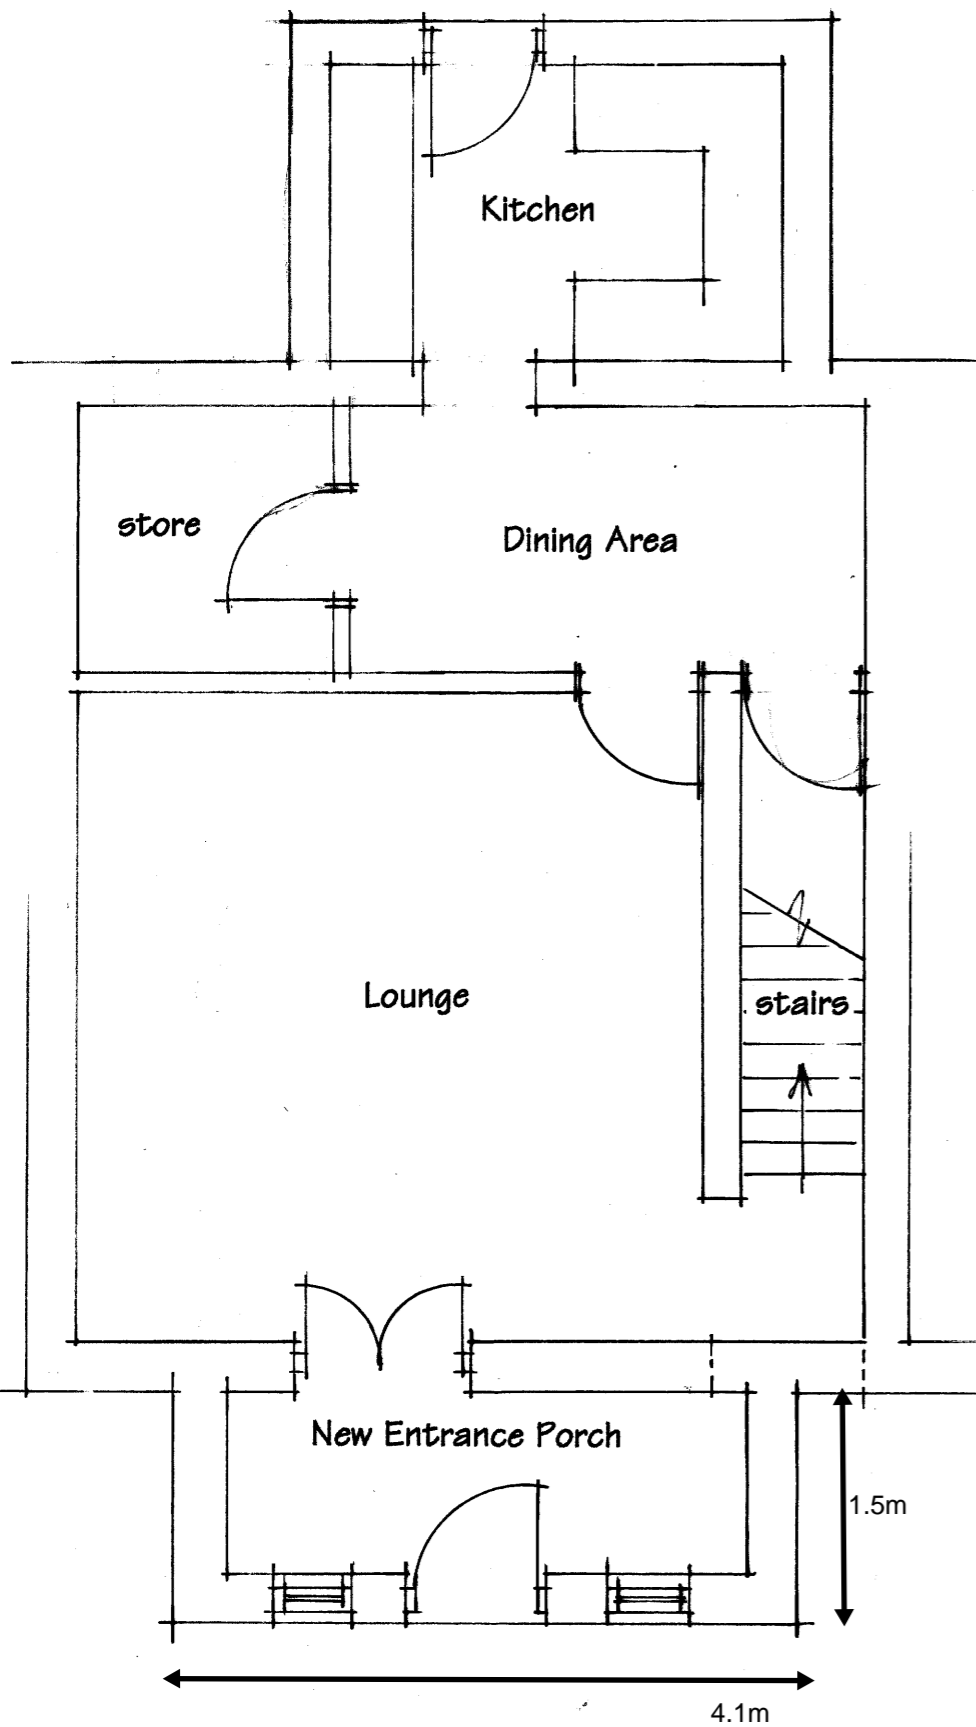 Kitchen
store
Dining Area
Lounge
stairs
New Entrance Porch
1.5m
4.1m